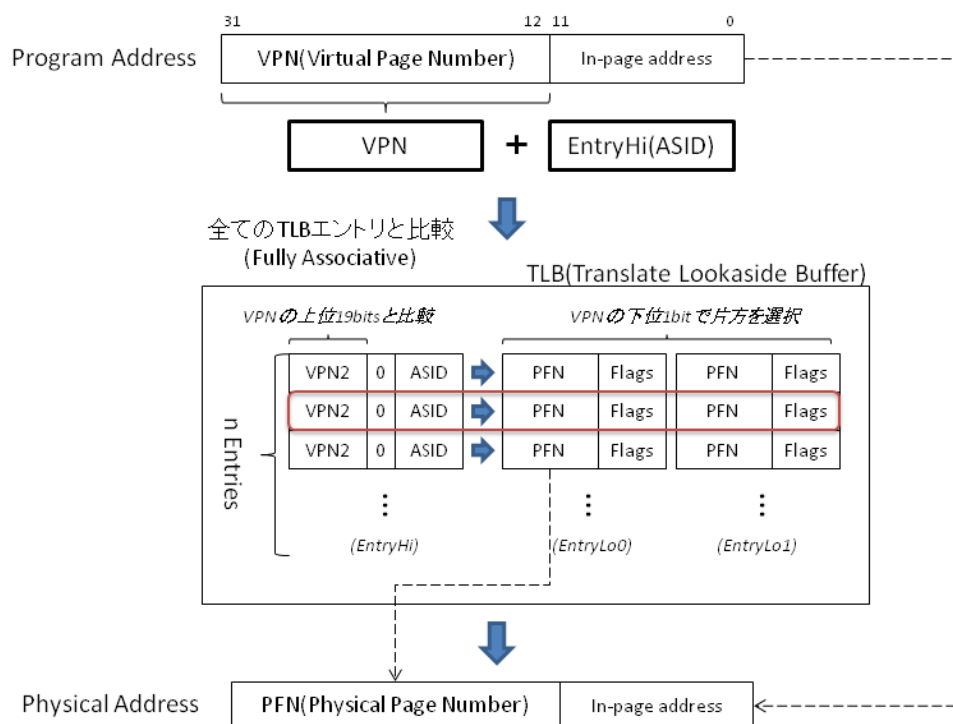 31 12 11 0
Program Address VPN(Virtual Page Number) In-page address
VPN + EntryHi(ASID)
全てのTLBエントリと比較
(Fully Associative)
TLB(Translate Lookaside Buffer)
VPNの上位19bitsと比較 VPNの下位1bitで片方を選択
VPN2 0 ASID PFN Flags PFN Flags
VPN2 0 ASID PFN Flags PFN Flags
VPN2 0 ASID PFN Flags PFN Flags
n Entries
(EntryHi) (EntryLo0) (EntryLo1)
Physical Address PFN(Physical Page Number) In-page address